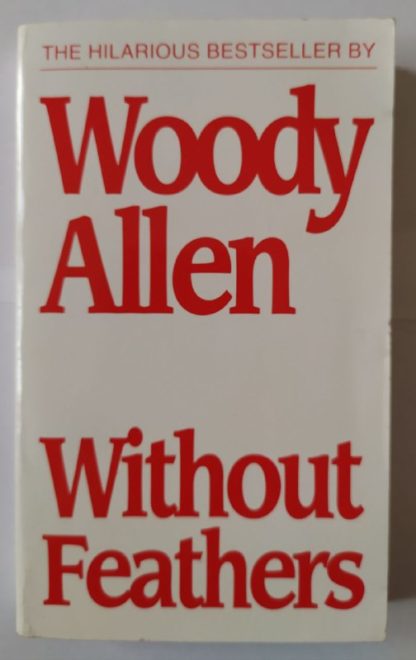 THE HILARIOUS BESTSELLER BY
Woody
Allen
Without
Feathers